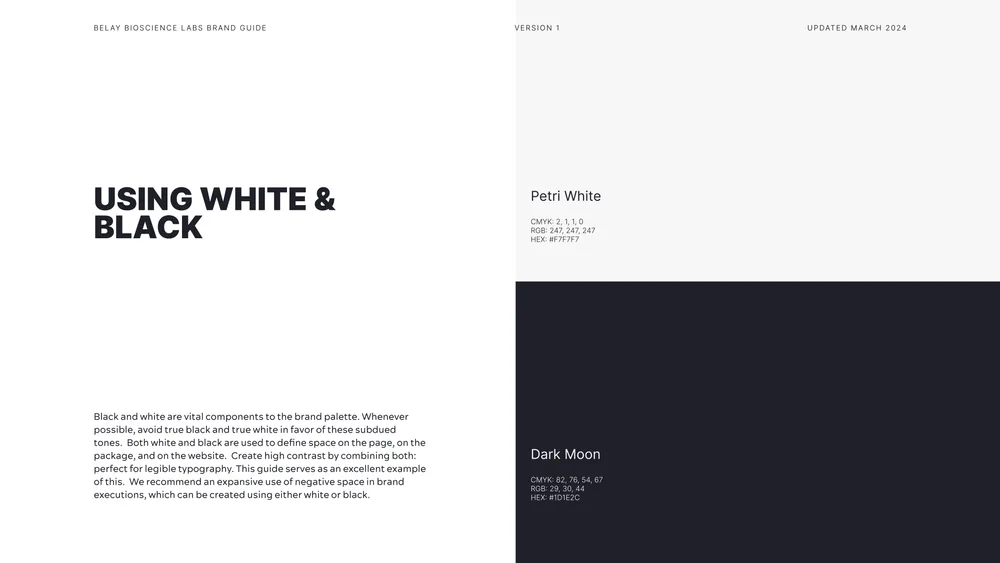 BELAY BIOSCIENCE LABS BRAND GUIDE
VERSION 1
UPDATED MARCH 2024
USING WHITE &
BLACK
Black and white are vital components to the brand palette. Whenever
possible, avoid true black and true white in favor of these subdued
tones.  Both white and black are used to define space on the page, on the
package, and on the website.  Create high contrast by combining both:
perfect for legible typography. This guide serves as an excellent example
of this.  We recommend an expansive use of negative space in brand
executions, which can be created using either white or black.
Petri White
CMYK: 2, 1, 1, 0
RGB: 247, 247, 247
HEX: #F7F7F7
Dark Moon
CMYK: 82, 76, 54, 67
RGB: 29, 30, 44
HEX: #1D1E2C